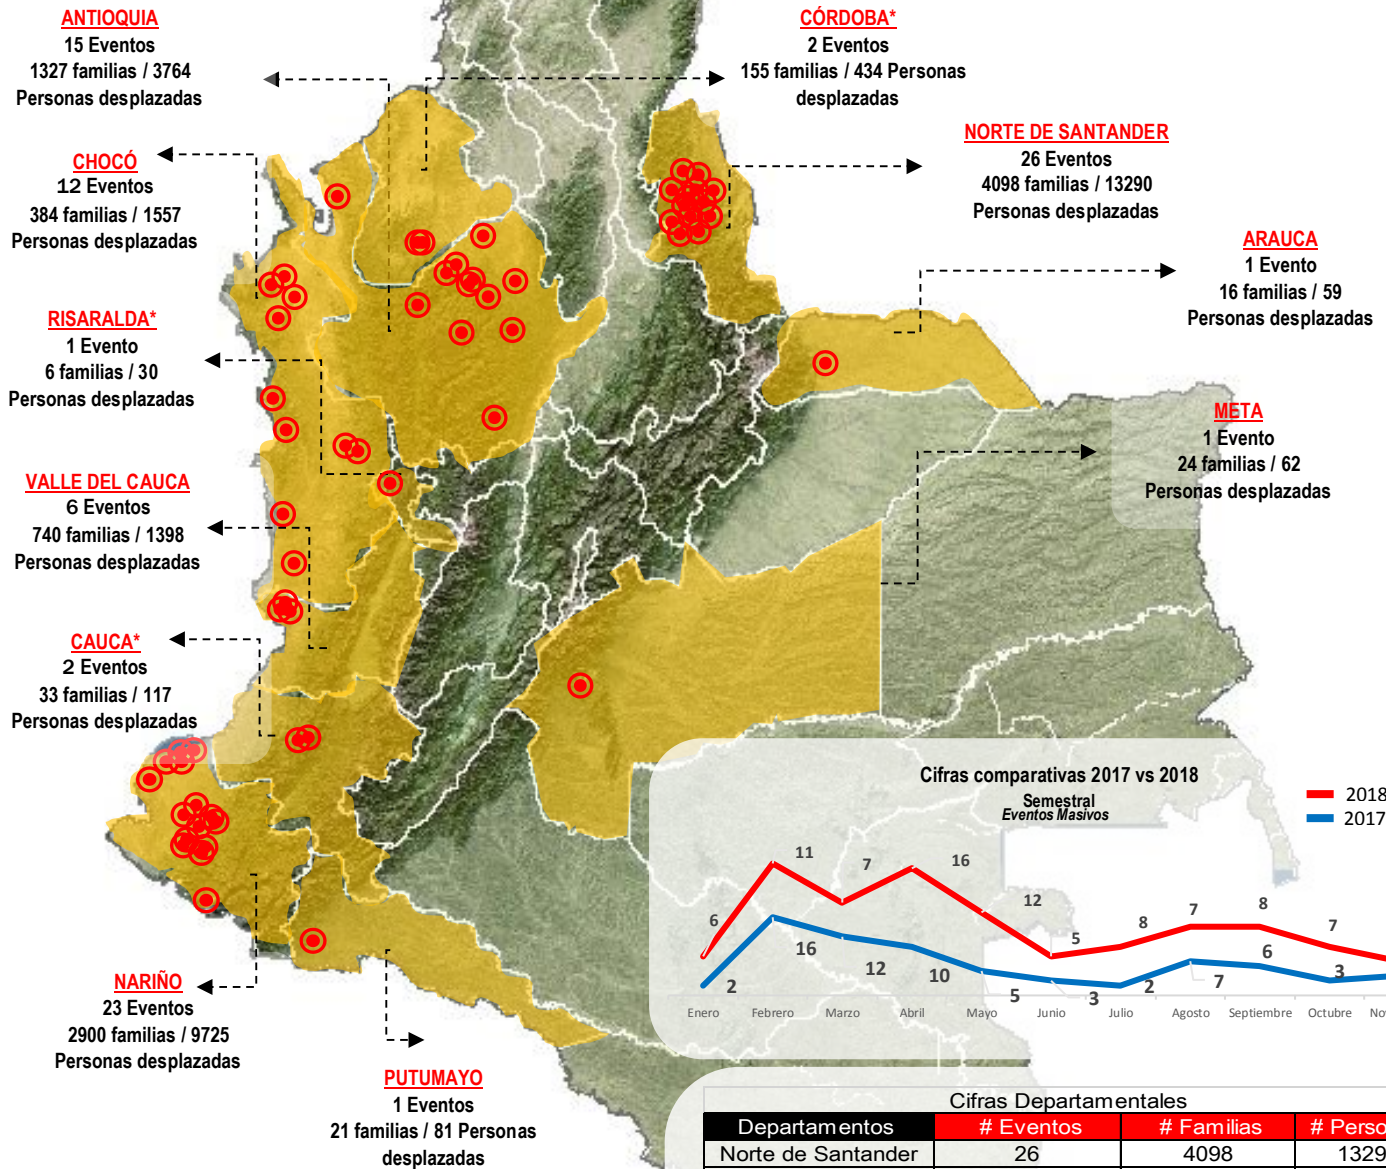 ANTIOQUIA
15 Eventos
1327 familias / 3764
Personas desplazadas
CÓRDOBA*
2 Eventos
155 familias / 434 Personas
desplazadas
CHOCÓ
12 Eventos
384 familias / 1557
Personas desplazadas
NORTE DE SANTANDER
26 Eventos
4098 familias / 13290
Personas desplazadas
ARAUCA
1 Evento
16 familias / 59
Personas desplazadas
RISARALDA*
1 Evento
6 familias / 30
Personas desplazadas
META
1 Evento
24 familias / 62
Personas desplazadas
VALLE DEL CAUCA
6 Eventos
740 familias / 1398
Personas desplazadas
CAUCA*
2 Eventos
33 familias / 117
Personas desplazadas
NARIÑO
23 Eventos
2900 familias / 9725
Personas desplazadas
PUTUMAYO
1 Eventos
21 familias / 81 Personas
desplazadas
Cifras comparativas 2017 vs 2018
Semestral
Eventos Masivos
2018
2017
6 11 7 16 12 5 8 7 8 7
2 16 12 10 5 3 2 7 6 3
Enero Febrero Marzo Abril Mayo Junio Julio Agosto Septiembre Octubre Nov
Cifras Departamentales
Departamentos # Eventos # Familias # Perso
Norte de Santander 26 4098 1329